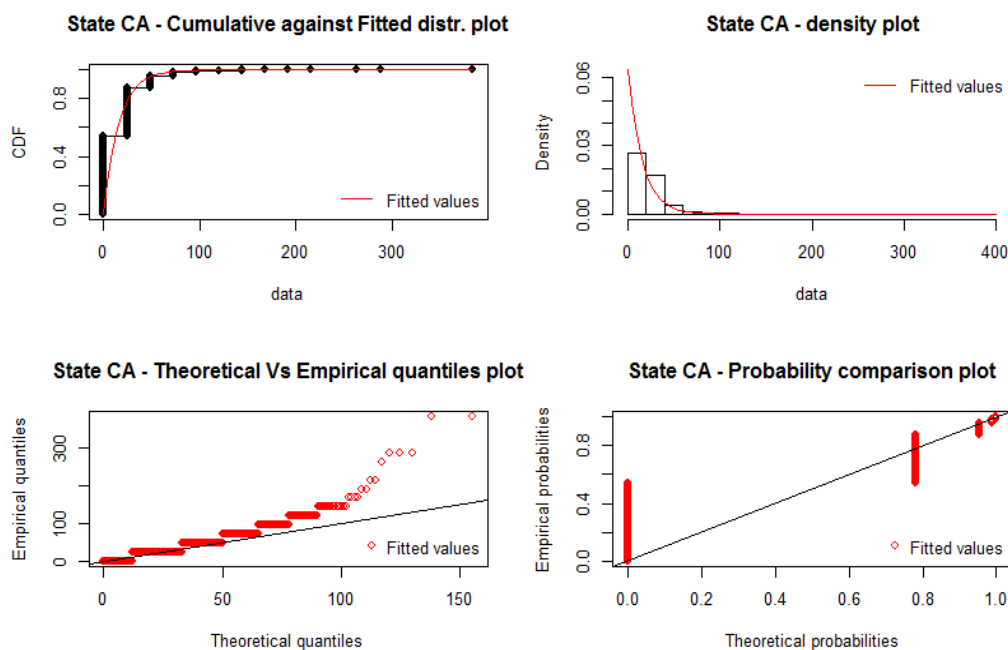 State CA - Cumulative against Fitted distr. plot
CDF
0.0 0.4 0.8
Fitted values
0 100 200 300
data
State CA - density plot
Density
0.00 0.03 0.06
Fitted values
0 100 200 300 400
data
State CA - Theoretical Vs Empirical quantiles plot
Empirical quantiles
0 100 300
Fitted values
0 50 100 150
Theoretical quantiles
State CA - Probability comparison plot
Empirical probabilities
0.0 0.4 0.8
Fitted values
0.0 0.2 0.4 0.6 0.8 1.0
Theoretical probabilities